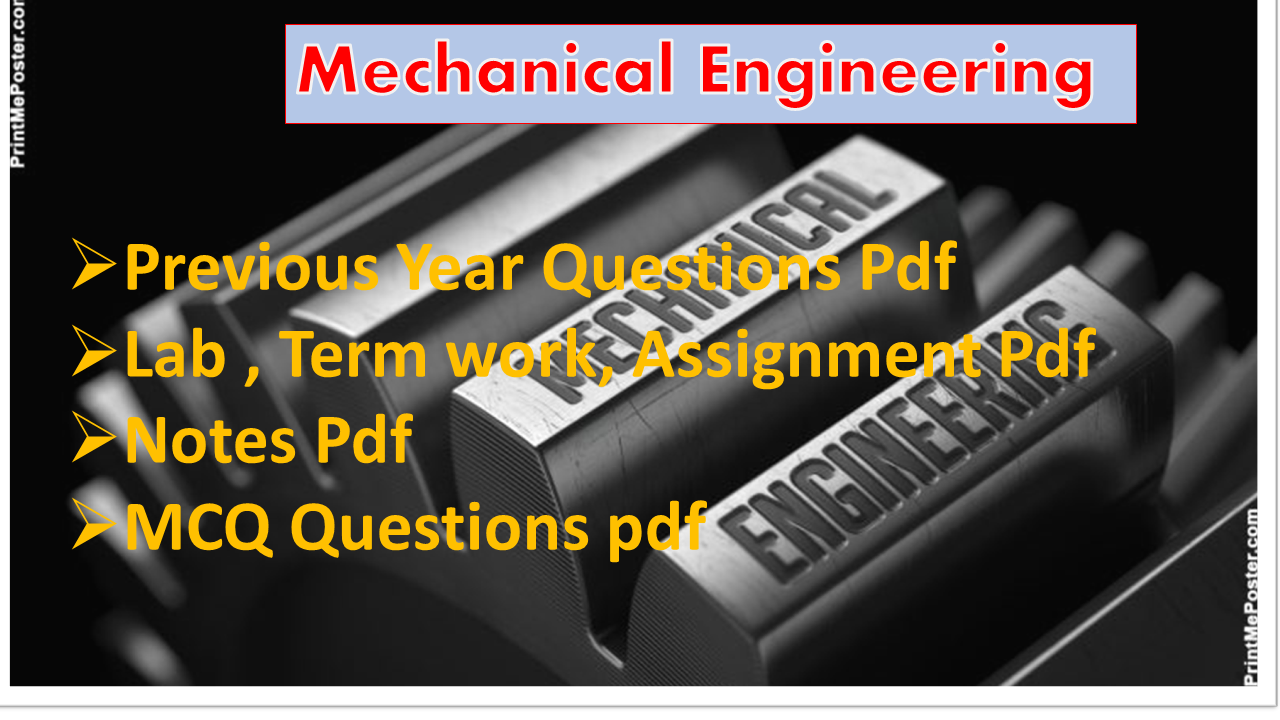 PrintMePoster.com
Mechanical Engineering
MECHANICAL
➢Previous Year Questions Pdf
➢Lab , Term work, Assignment Pdf
➢Notes Pdf
➢MCQ Questions pdf
ENGINEERING
PrintMePoster.com